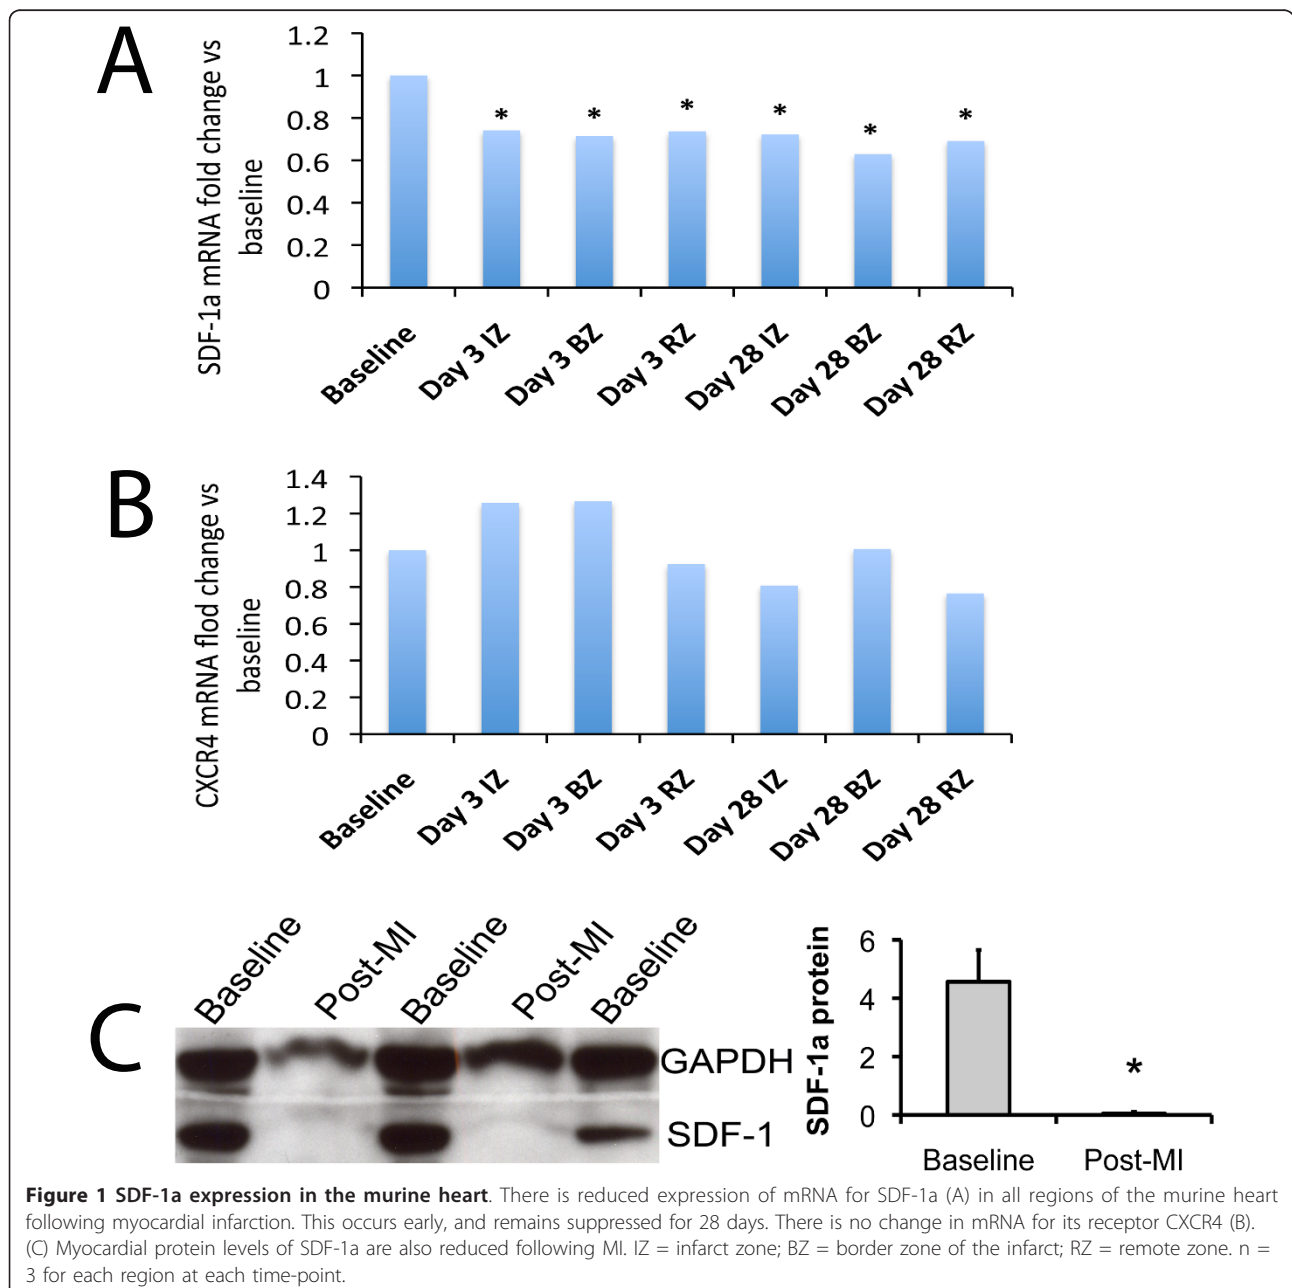 A
SDF-1a mRNA fold change vs
baseline
1.2
1
0.8
0.6
0.4
0.2
0
* * * * * *
Baseline
Day 3 IZ
Day 3 BZ
Day 3 RZ
Day 28 IZ
Day 28 BZ
Day 28 RZ
B
CXCR4 mRNA flod change vs
baseline
1.4
1.2
1
0.8
0.6
0.4
0.2
0
Baseline
Day 3 IZ
Day 3 BZ
Day 3 RZ
Day 28 IZ
Day 28 BZ
Day 28 RZ
C
Baseline
Post-MI
Baseline
Post-MI
Baseline
GAPDH
SDF-1
SDF-1a protein
6
4
2
0
*
Baseline
Post-MI
Figure 1 SDF-1a expression in the murine heart. There is reduced expression of mRNA for SDF-1a (A) in all regions of the murine heart
following myocardial infarction. This occurs early, and remains suppressed for 28 days. There is no change in mRNA for its receptor CXCR4 (B).
(C) Myocardial protein levels of SDF-1a are also reduced following MI. IZ = infarct zone; BZ = border zone of the infarct; RZ = remote zone. n =
3 for each region at each time-point.